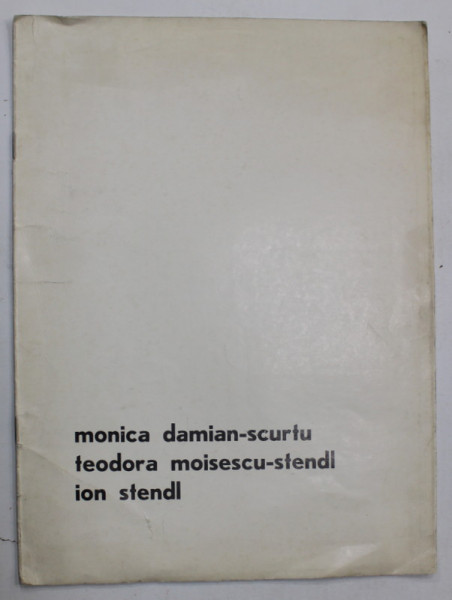 monica damian-scurtu
teodora moisescu-stendl
ion stendl